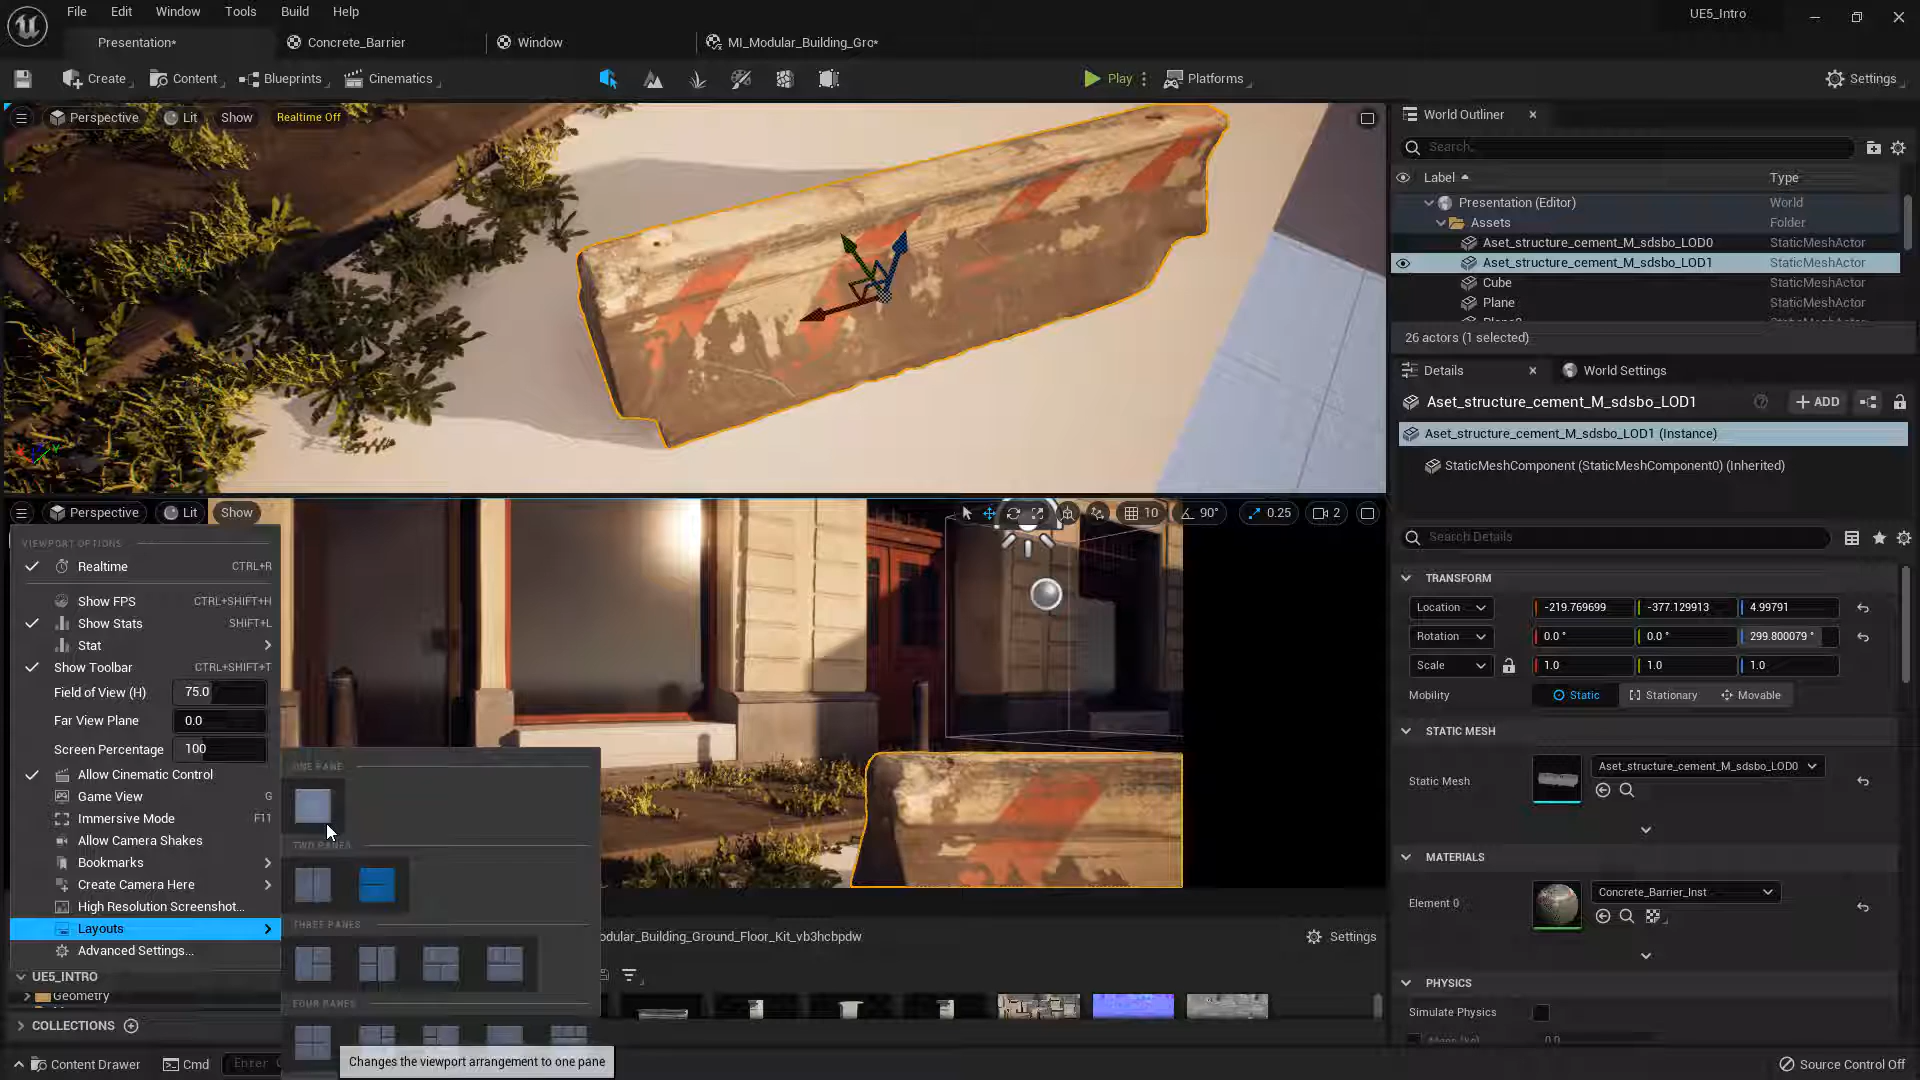 File Edit Window Tools Build Help
UE5_Intro
Presentation*
Concrete_Barrier
Window
MI_Modular_Building_Gro*
Create
Content
Blueprints
Cinematics
Play
Platforms
Settings
Perspective
Lit
Show
Realtime Off
World Outliner
Search..
Label
Type
Presentation (Editor) World
Assets Folder
Aset_structure_cement_M_sdsbo_LOD0 StaticMeshActor
Aset_structure_cement_M_sdsbo_LOD1 StaticMeshActor
Cube StaticMeshActor
Plane StaticMeshActor
26 actors (1 selected)
Details
World Settings
Aset_structure_cement_M_sdsbo_LOD1
ADD
Aset_structure_cement_M_sdsbo_LOD1 (Instance)
StaticMeshComponent (StaticMeshComponent0) (Inherited)
Search Details
TRANSFORM
Location -219.769699 -377.129913 4.99791
Rotation 0.0 ° 0.0 ° 299.800079 °
Scale 1.0 1.0 1.0
Mobility Static Stationary Movable
STATIC MESH
Static Mesh Aset_structure_cement_M_sdsbo_LOD0
MATERIALS
Element 0 Concrete_Barrier_Inst
PHYSICS
Simulate Physics
Perspective
Lit
Show
10
90°
0.25
2
VIEWPORT OPTIONS
Realtime CTRL+R
Show FPS CTRL+SHIFT+H
Show Stats SHIFT+L
Stat
Show Toolbar CTRL+SHIFT+T
Field of View (H) 75.0
Far View Plane 0.0
Screen Percentage 100
Allow Cinematic Control
Game View G
Immersive Mode F11
Allow Camera Shakes
Bookmarks
Create Camera Here
High Resolution Screenshot...
Layouts
Advanced Settings...
ONE PANE
TWO PANES
THREE PANES
FOUR PANES
Changes the viewport arrangement to one pane
odular_Building_Ground_Floor_Kit_vb3hcbpdw
Settings
UE5_INTRO
Geometry
COLLECTIONS
Content Drawer
Cmd
Enter
Source Control Off